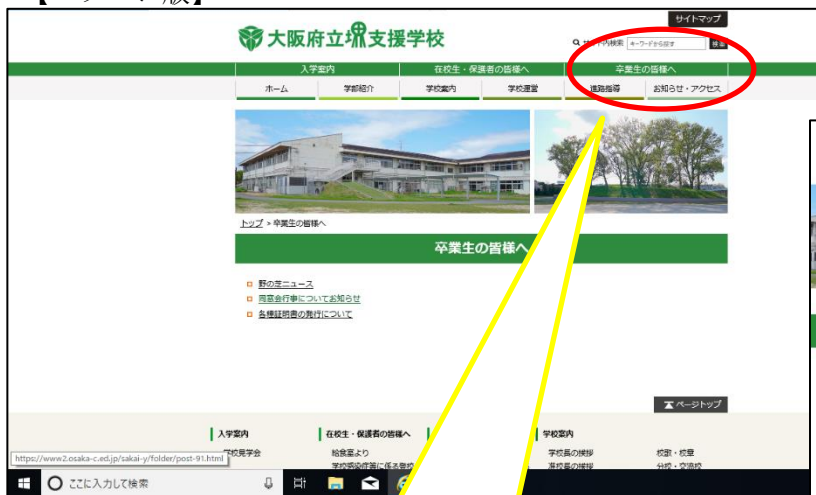 サイトマップ
大阪府立堺支援学校
サイト内検索 キーワードから探す 検索
入学案内 在校生・保護者の皆様へ 卒業生の皆様へ
ホーム 学部紹介 学校案内 学校運営 進路指導 お知らせ・アクセス
トップ > 卒業生の皆様へ
卒業生の皆様へ
野の芝ニュース
同窓会行事についてお知らせ
各種証明書の発行について
ページトップ
入学案内 在校生・保護者の皆様へ 学校案内
学校見学会 給食室より 学校長の挨拶 校歌・校章
学校感染症等に係る登校 准校長の挨拶 分校・交流校
https://www2.osaka-c.ed.jp/sakai-y/folder/post-91.html
ここに入力して検索